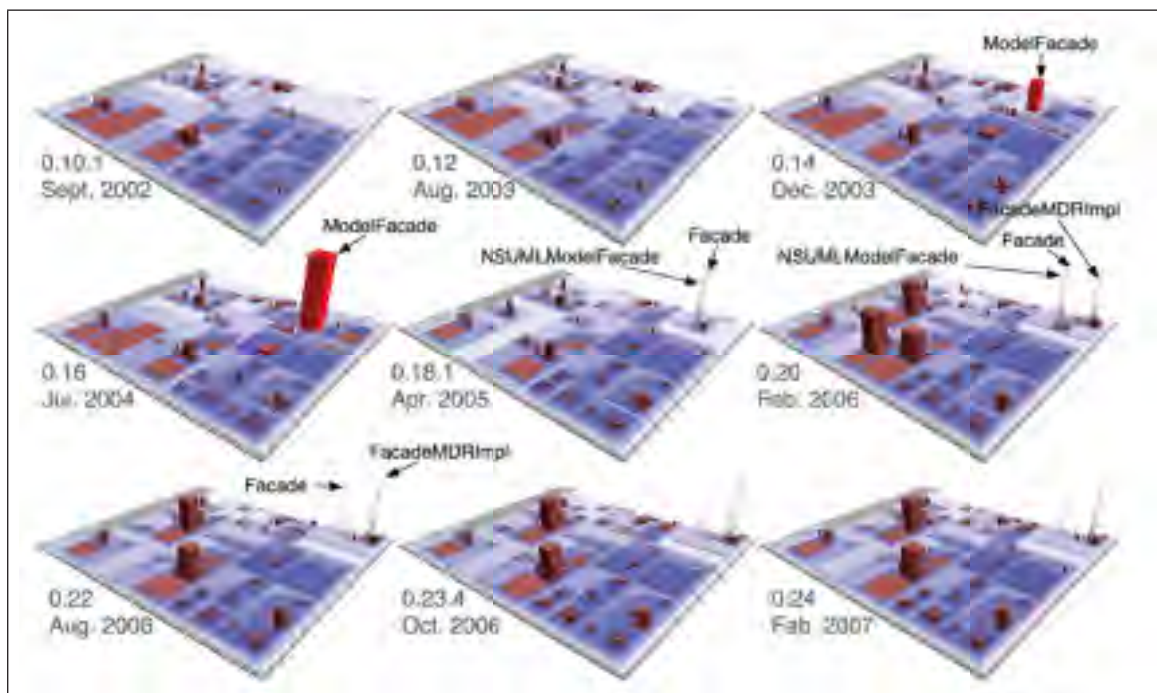 ModelFacade
0.10.1
Sept. 2002
0.12
Aug. 2003
0.14
Dec. 2003
ModelFacade
Facade
NSUMLModelFacade
FacadeMDRImpl
Facade
NSUMLModelFacade
0.16
Jul. 2004
0.18.1
Apr. 2005
0.20
Feb. 2006
FacadeMDRImpl
Facade
0.22
Aug. 2006
0.23.4
Oct. 2006
0.24
Feb. 2007